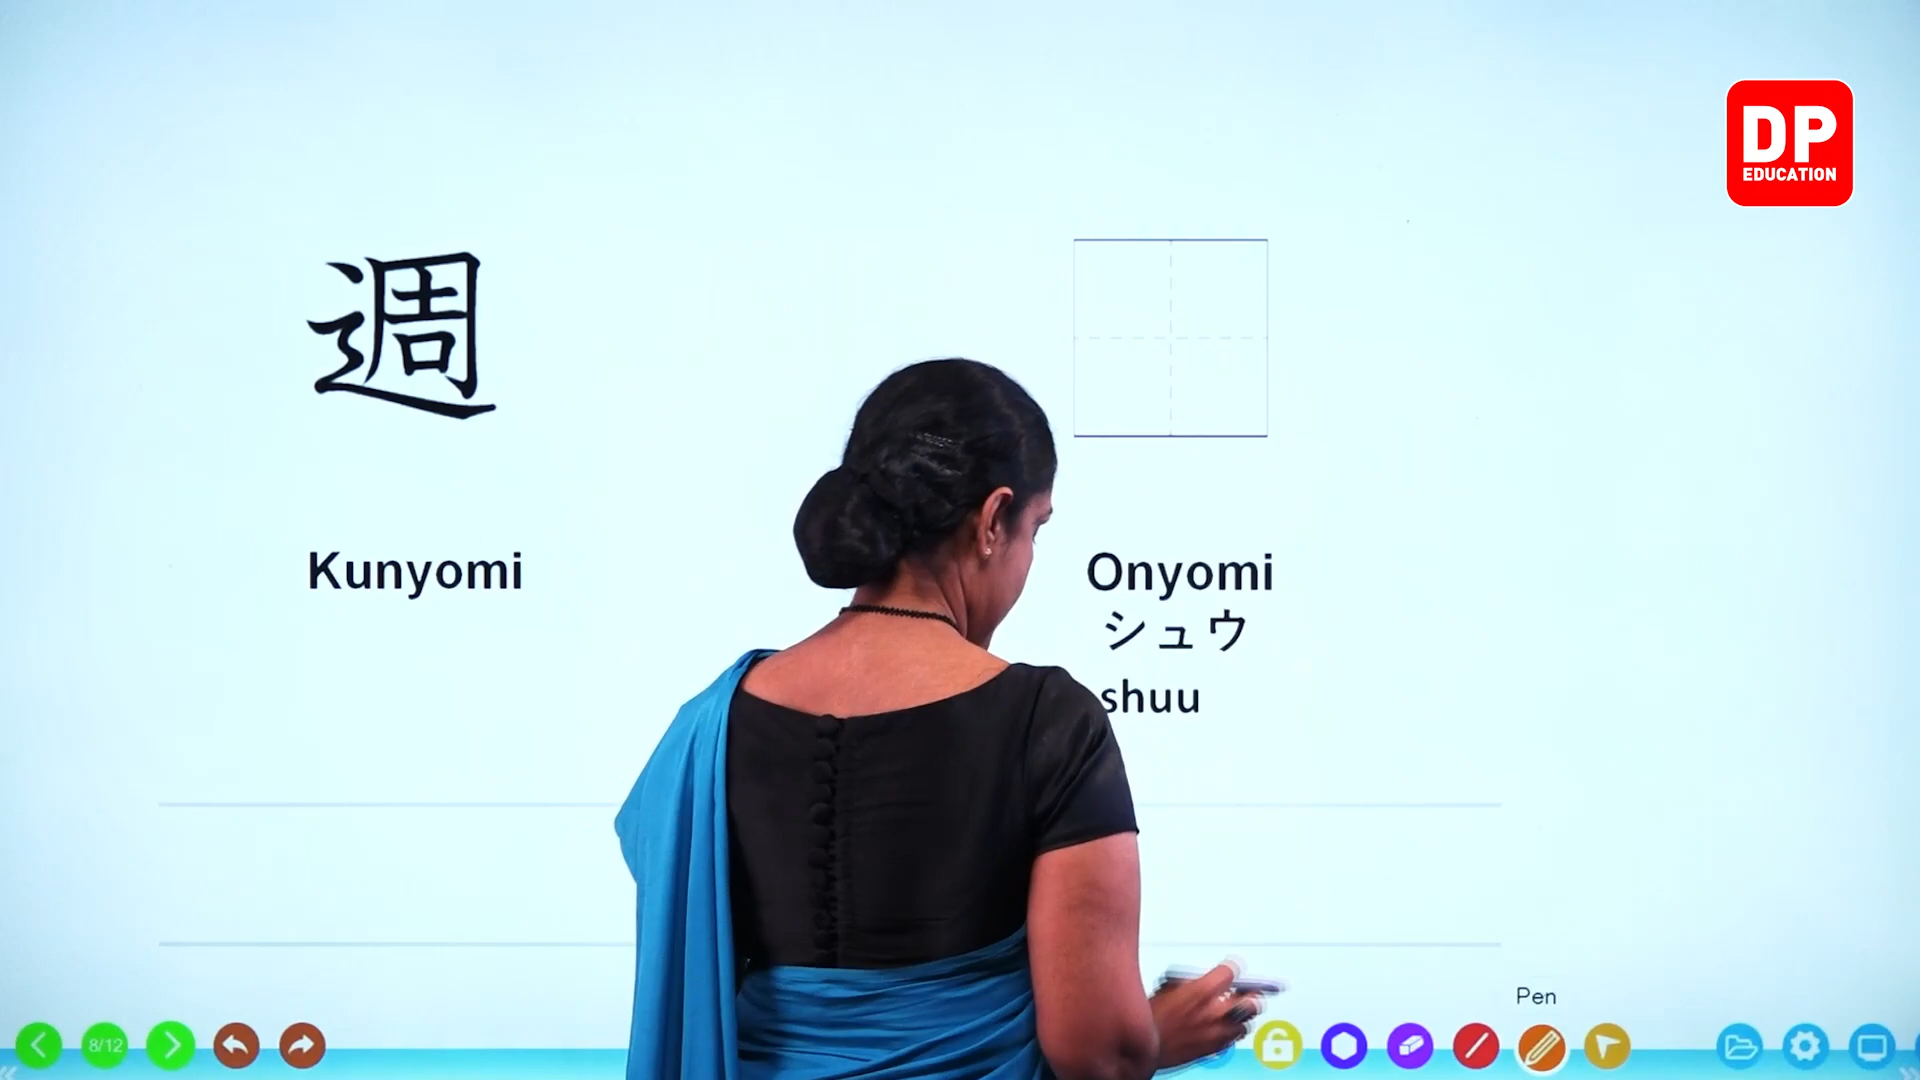 DP
EDUCATION
週
Kunyomi
Onyomi
シュウ
shuu
Pen
8/12